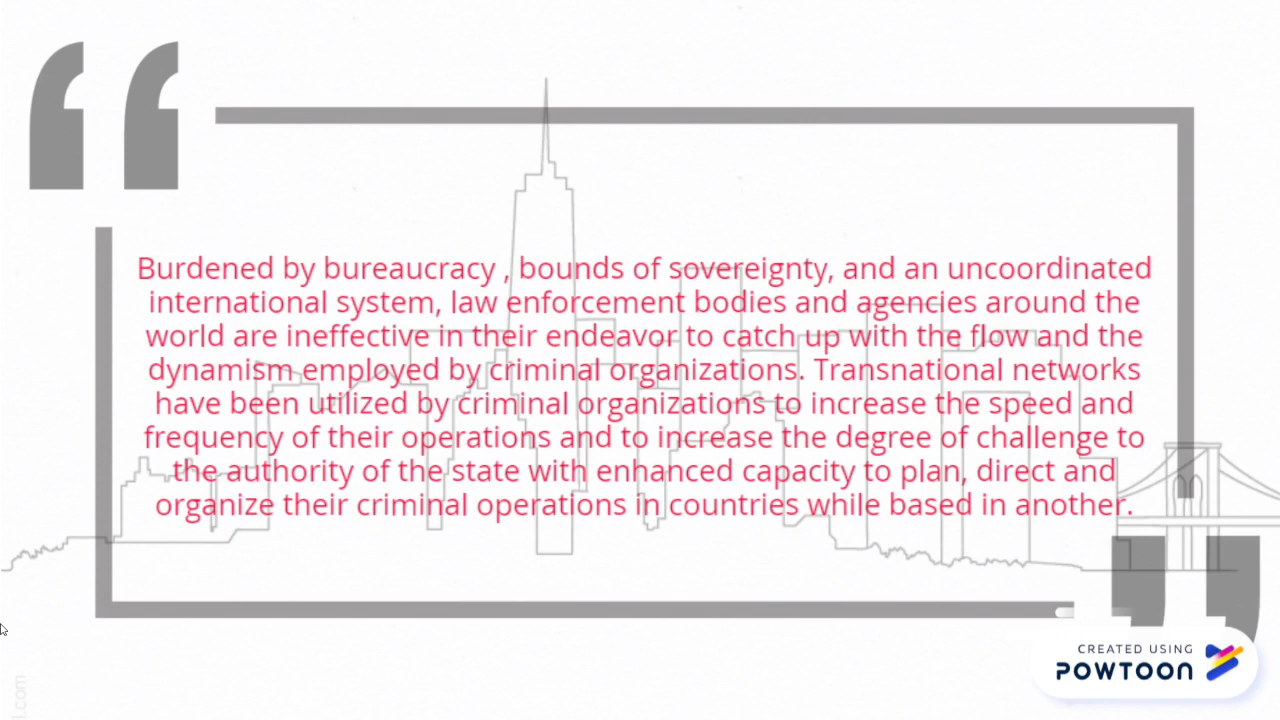 Burdened by bureaucracy , bounds of sovereignty, and an uncoordinated
international system, law enforcement bodies and agencies around the
world are ineffective in their endeavor to catch up with the flow and the
dynamism employed by criminal organizations. Transnational networks
have been utilized by criminal organizations to increase the speed and
frequency of their operations and to increase the degree of challenge to
the authority of the state with enhanced capacity to plan, direct and
organize their criminal operations in countries while based in another.
CREATED USING
POWTOON
l.com